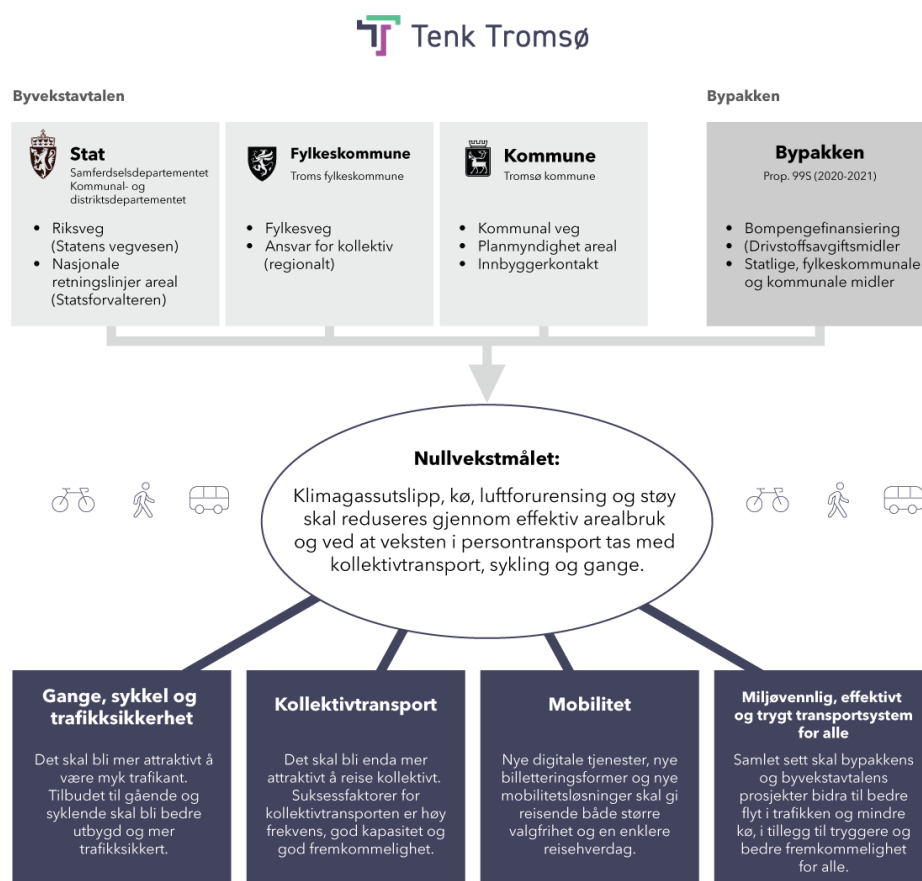 Tenk Tromsø
Byvekstavtalen
Bypakken
Stat
Samferdselsdepartementet
Kommunal- og
distriktsdepartementet
• Riksveg
(Statens vegvesen)
• Nasjonale
retningslinjer areal
(Statsforvalteren)
Fylkeskommune
Troms fylkeskommune
• Fylkesveg
• Ansvar for kollektiv
(regionalt)
Kommune
Tromsø kommune
• Kommunal veg
• Planmyndighet areal
• Innbyggerkontakt
Bypakken
Prop. 99S (2020-2021)
• Bompengefinansiering
• (Drivstoffsavgiftsmidler
• Statlige, fylkeskommunale
og kommunale midler
Nullvekstmålet:
Klimagassutslipp, kø, luftforurensing og støy
skal reduseres gjennom effektiv arealbruk
og ved at veksten i persontransport tas med
kollektivtransport, sykling og gange.
Gange, sykkel og
trafikksikkerhet
Det skal bli mer attraktivt å
være myk trafikant.
Tilbudet til gående og
syklende skal bli bedre
utbygd og mer
trafikksikkert.
Kollektivtransport
Det skal bli enda mer
attraktivt å reise kollektivt.
Suksessfaktorer for
kollektivtransporten er høy
frekvens, god kapasitet og
god fremkommelighet.
Mobilitet
Nye digitale tjenester, nye
billetteringsformer og nye
mobilitetsløsninger skal gi
reisende både større
valgfrihet og en enklere
reisehverdag.
Miljøvennlig, effektivt
og trygt transportsystem
for alle
Samlet sett skal bypakkens
og byvekstavtalens
prosjekter bidra til bedre
flyt i trafikken og mindre
kø, i tillegg til tryggere og
bedre fremkommelighet
for alle.